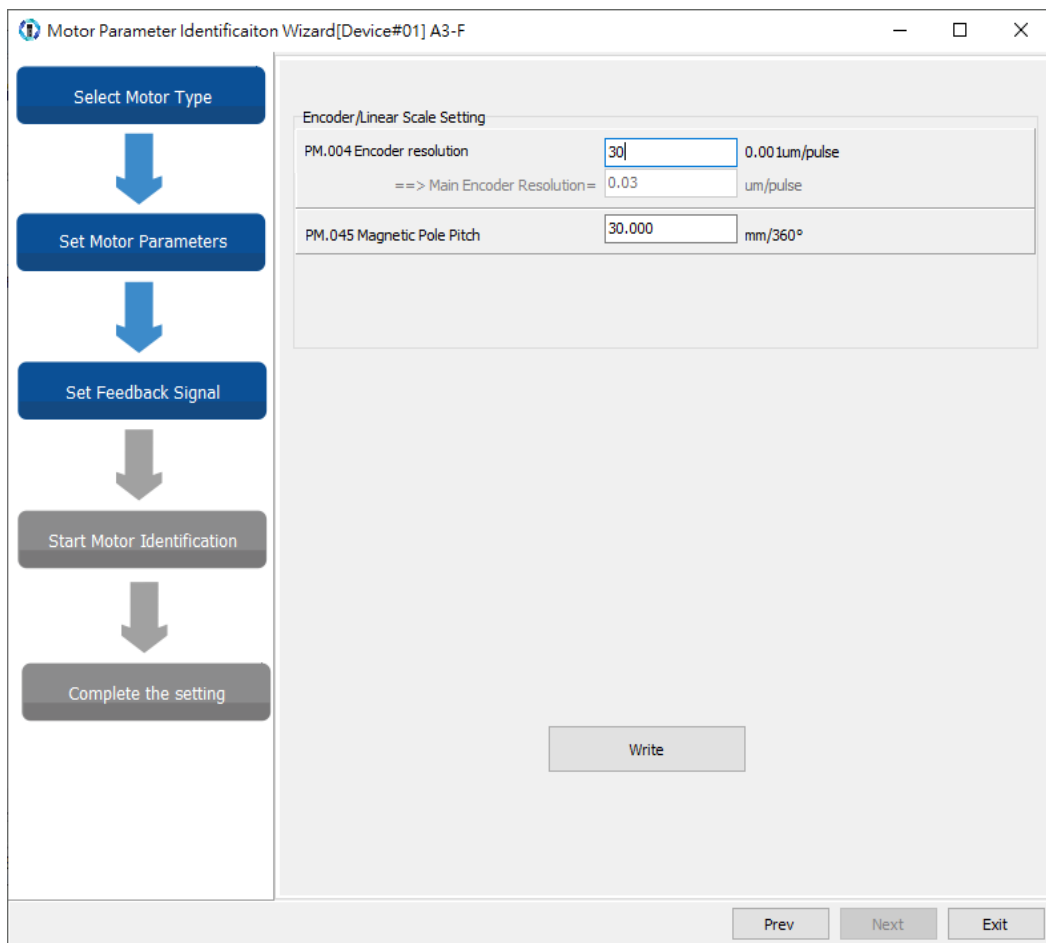 Motor Parameter Identificaiton Wizard[Device#01] A3-F
Select Motor Type
Set Motor Parameters
Set Feedback Signal
Start Motor Identification
Complete the setting
Encoder/Linear Scale Setting
PM.004 Encoder resolution 30 0.001um/pulse
==> Main Encoder Resolution= 0.03 um/pulse
PM.045 Magnetic Pole Pitch 30.000 mm/360°
Write
Prev Next Exit